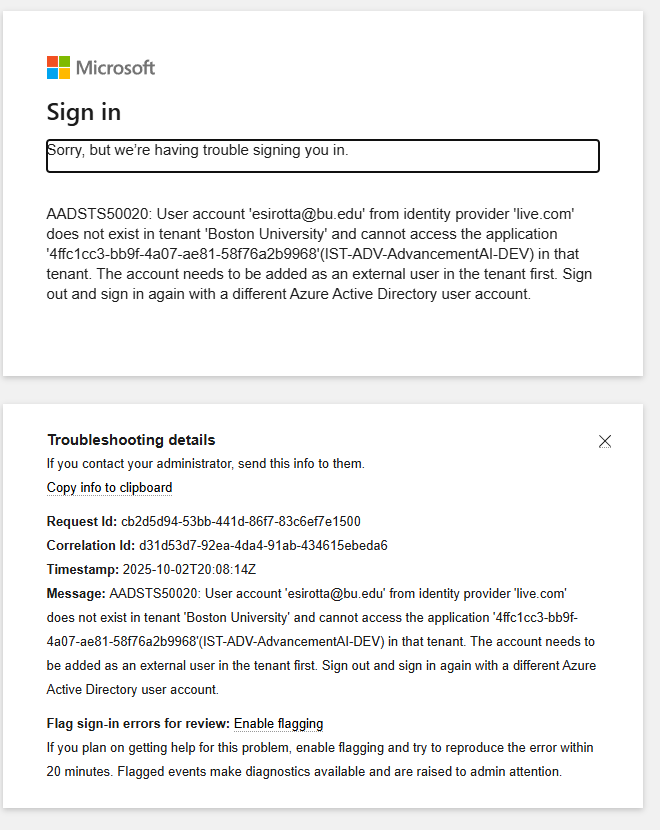 Microsoft
Sign in
Sorry, but we're having trouble signing you in.
AADSTS50020: User account 'esirotta@bu.edu' from identity provider 'live.com'
does not exist in tenant 'Boston University' and cannot access the application
'4ffc1cc3-bb9f-4a07-ae81-58f76a2b9968'(IST-ADV-AdvancementAI-DEV) in that
tenant. The account needs to be added as an external user in the tenant first. Sign
out and sign in again with a different Azure Active Directory user account.
Troubleshooting details
If you contact your administrator, send this info to them.
Copy info to clipboard
Request Id: cb2d5d94-53bb-441d-86f7-83c6ef7e1500
Correlation Id: d31d53d7-92ea-4da4-91ab-434615ebeda6
Timestamp: 2025-10-02T20:08:14Z
Message: AADSTS50020: User account 'esirotta@bu.edu' from identity provider 'live.com'
does not exist in tenant 'Boston University' and cannot access the application '4ffc1cc3-bb9f-
4a07-ae81-58f76a2b9968'(IST-ADV-AdvancementAI-DEV) in that tenant. The account needs to
be added as an external user in the tenant first. Sign out and sign in again with a different Azure
Active Directory user account.
Flag sign-in errors for review: Enable flagging
If you plan on getting help for this problem, enable flagging and try to reproduce the error within
20 minutes. Flagged events make diagnostics available and are raised to admin attention.